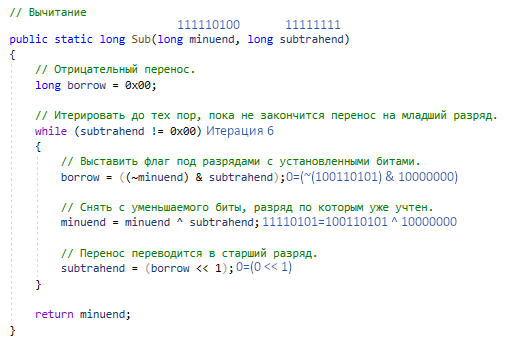 // Вычитание
111110100 11111111
public static long Sub(long minuend, long subtrahend)
{
// Отрицательный перенос.
long borrow = 0x00;
// Итерировать до тех пор, пока не закончится перенос на младший разряд.
while (subtrahend != 0x00) Итерация 6
{
// Выставить флаг под разрядами с установленными битами.
borrow = ((~minuend) & subtrahend);0=(~(100110101) & 10000000)
// Снять с уменьшаемого биты, разряд по которым уже учтен.
minuend = minuend ^ subtrahend;11110101=100110101 ^ 10000000
// Перенос переводится в старший разряд.
subtrahend = (borrow << 1);0=(0 << 1)
}
return minuend;
}